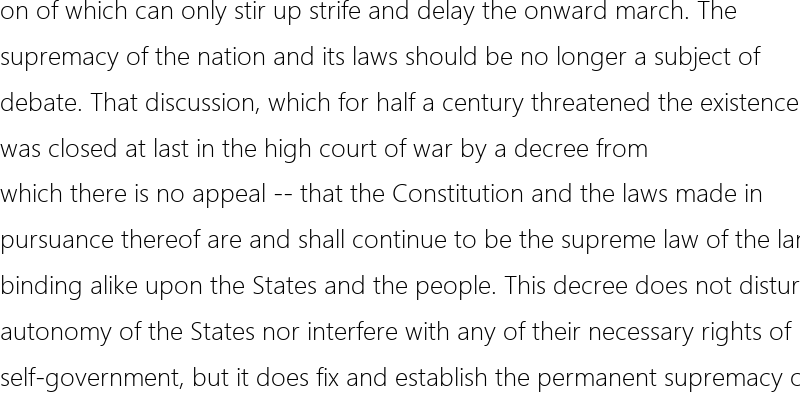 on of which can only stir up strife and delay the onward march. The
supremacy of the nation and its laws should be no longer a subject of
debate. That discussion, which for half a century threatened the existence
was closed at last in the high court of war by a decree from
which there is no appeal -- that the Constitution and the laws made in
pursuance thereof are and shall continue to be the supreme law of the lan
binding alike upon the States and the people. This decree does not distur
autonomy of the States nor interfere with any of their necessary rights of
self-government, but it does fix and establish the permanent supremacy o